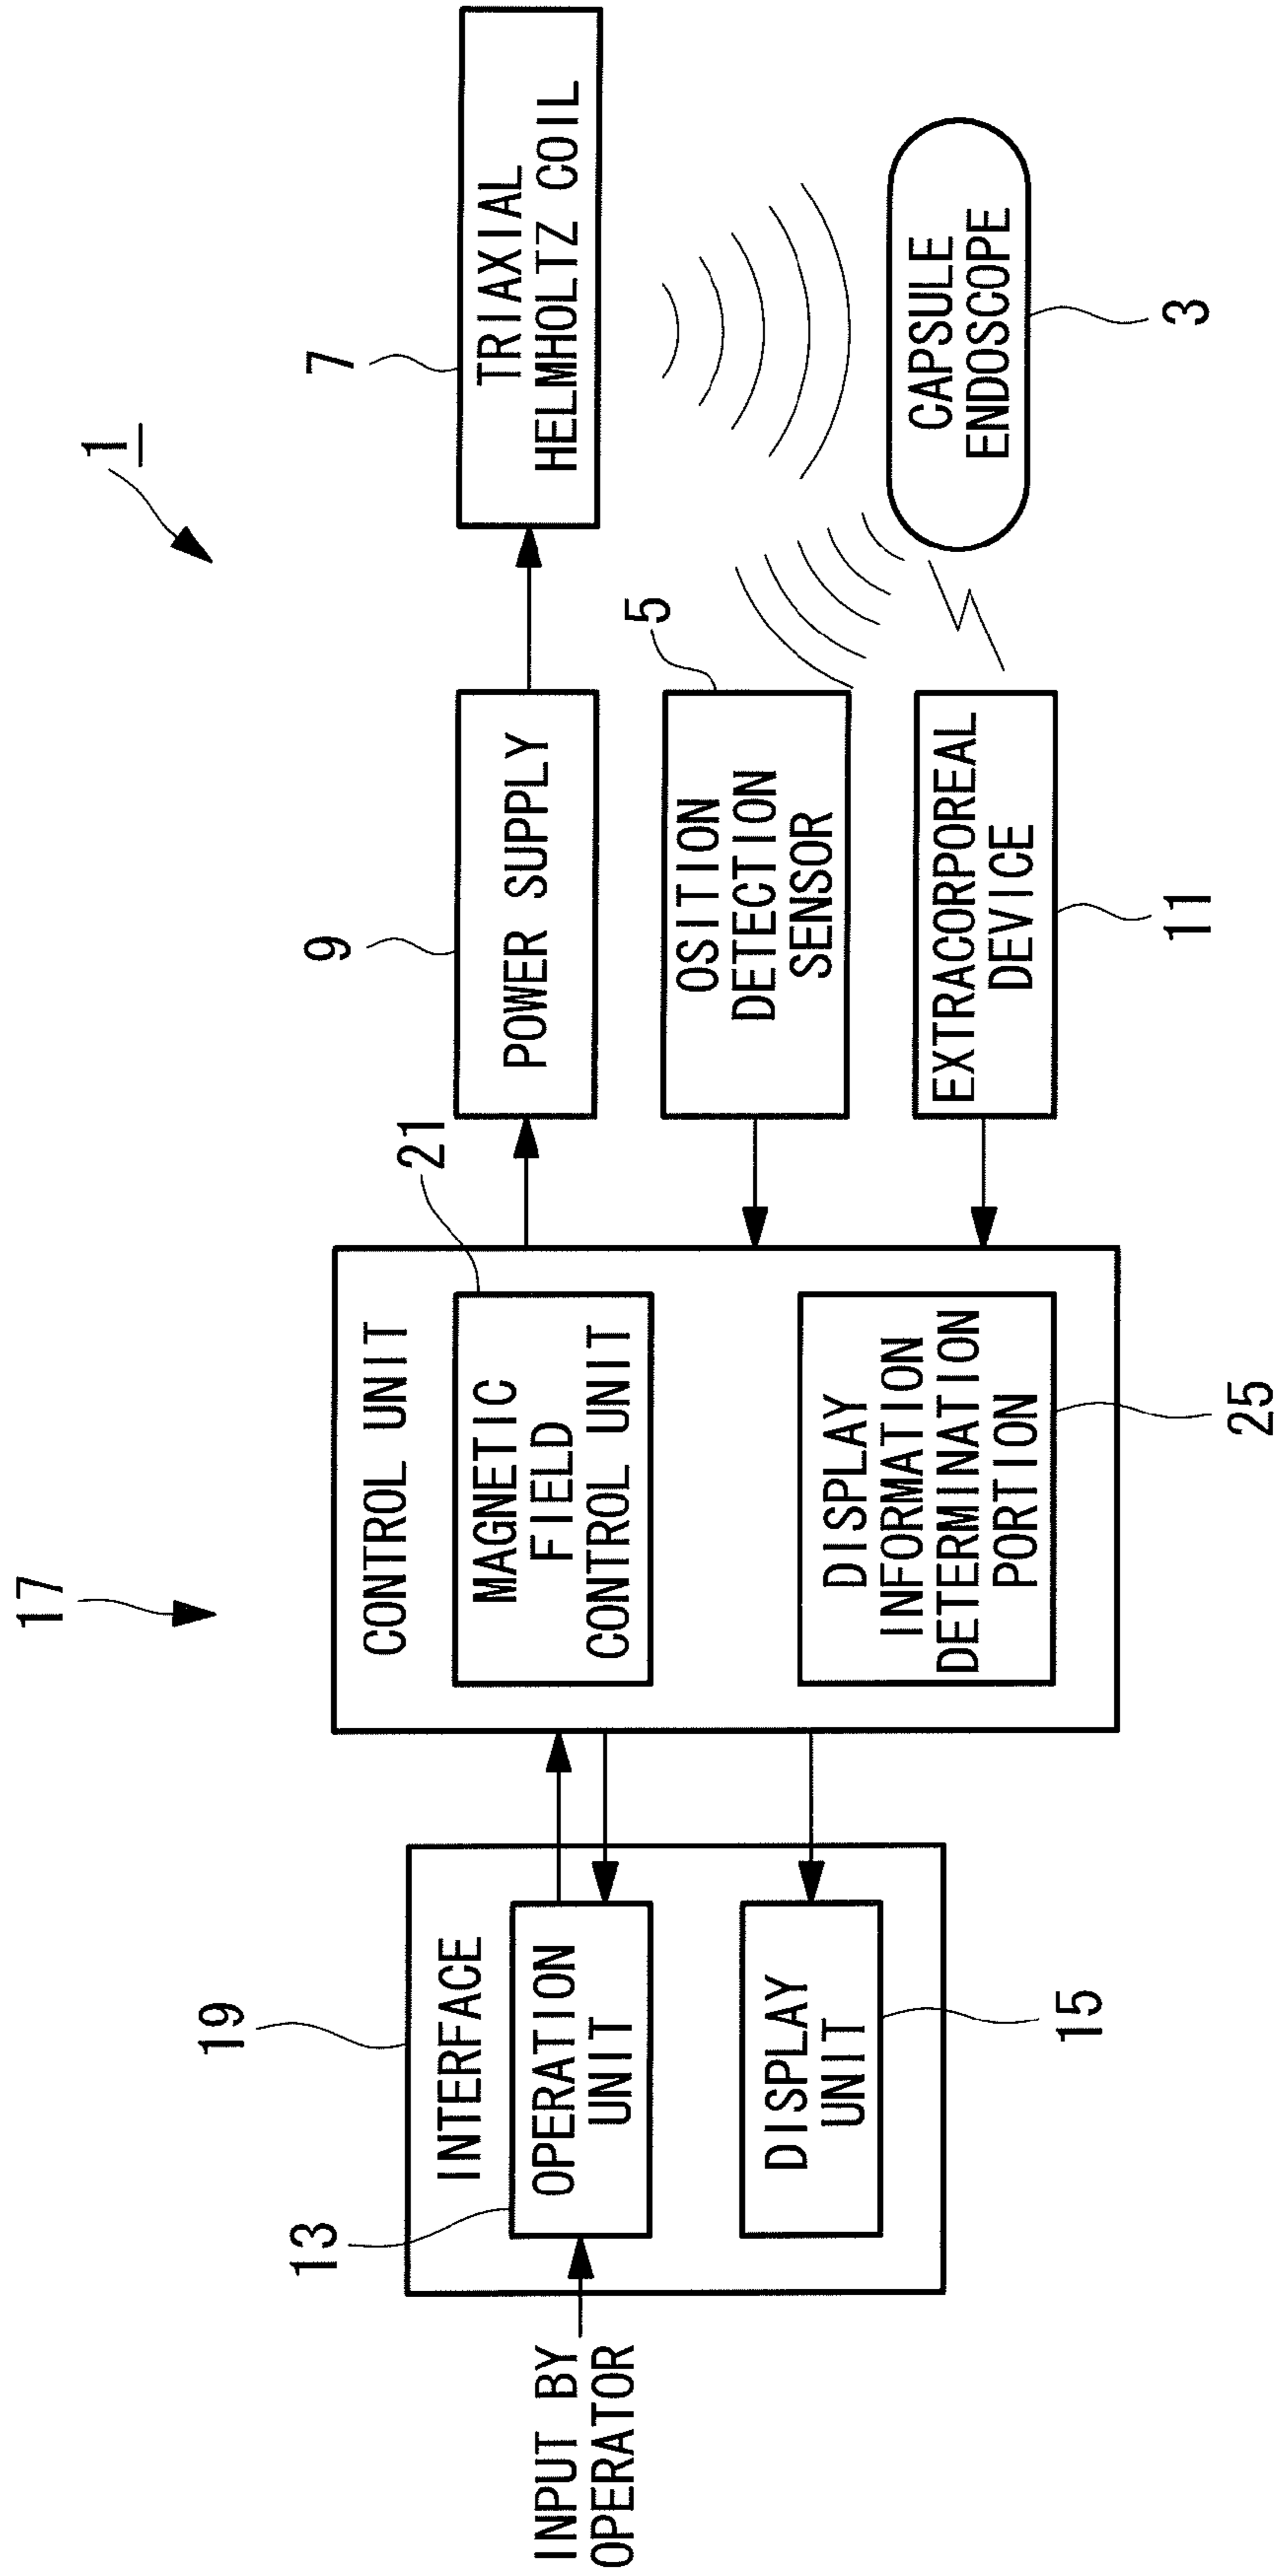 1
17
19
INTERFACE
13
OPERATION
UNIT
DISPLAY
UNIT
15
INPUT BY
OPERATOR
CONTROL UNIT
21
MAGNETIC
FIELD
CONTROL UNIT
DISPLAY
INFORMATION
DETERMINATION
PORTION
25
9
POWER SUPPLY
5
OSITION
DETECTION
SENSOR
EXTRACORPOREAL
DEVICE
11
7
TRIAXIAL
HELMHOLTZ COIL
CAPSULE
ENDOSCOPE
3